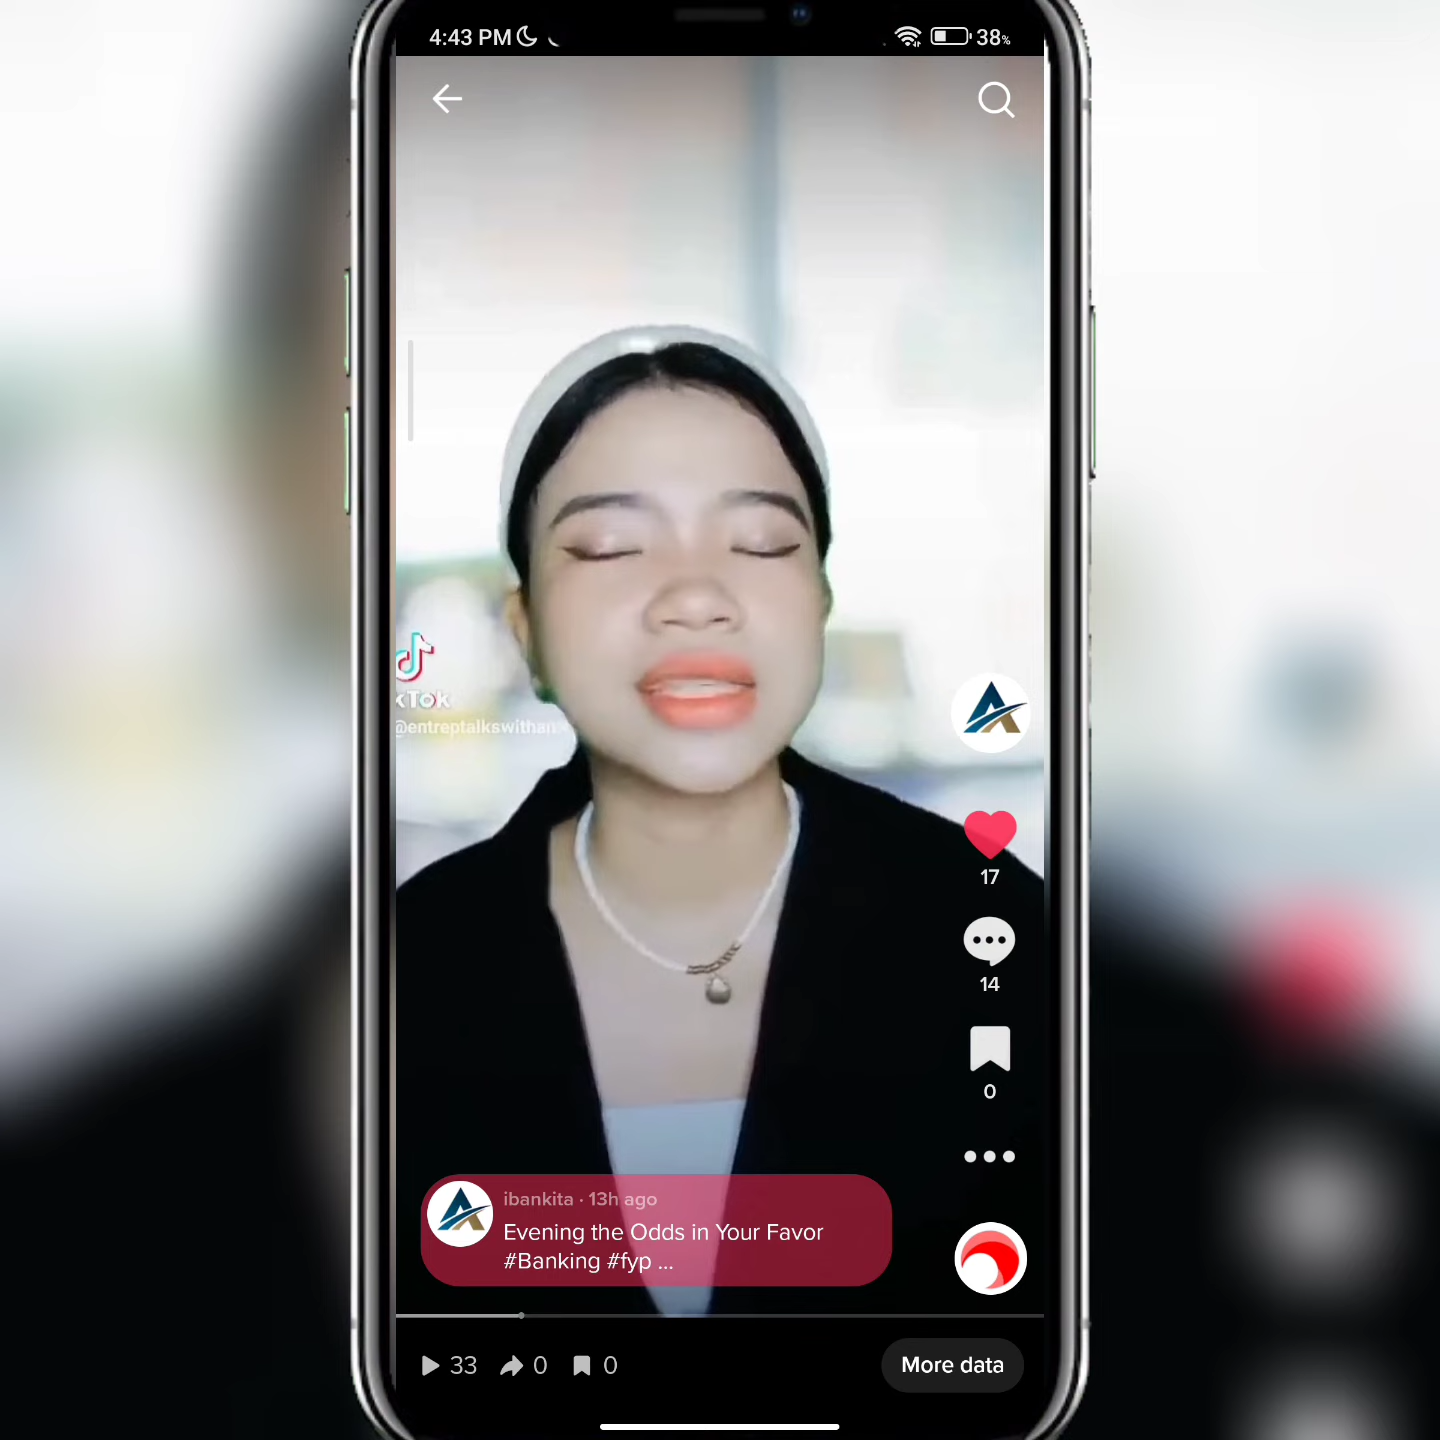 4:43 PM
38%
kTok
@entreptalkswithan
17
14
0
ibankita · 13h ago
Evening the Odds in Your Favor
#Banking #fyp ...
33 0 0 More data